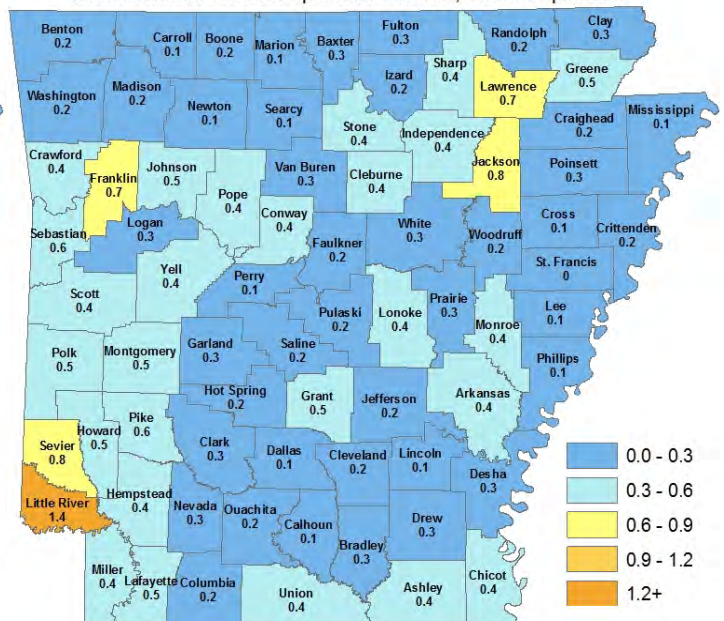 Benton
0.2
Carroll
0.1
Boone
0.2
Marion
0.1
Baxter
0.3
Fulton
0.3
Randolph
0.2
Clay
0.3
Washington
0.2
Madison
0.2
Newton
0.1
Searcy
0.1
Izard
0.2
Sharp
0.4
Lawrence
0.7
Greene
0.5
Stone
0.4
Independence
0.4
Craighead
0.2
Mississippi
0.1
Crawford
0.4
Franklin
0.7
Johnson
0.5
Pope
0.4
Van Buren
0.3
Cleburne
0.4
Jackson
0.8
Poinsett
0.3
Sebastian
0.6
Logan
0.3
Conway
0.4
Faulkner
0.2
White
0.3
Woodruff
0.2
Cross
0.1
Crittenden
0.2
St. Francis
0
Scott
0.4
Yell
0.4
Perry
0.1
Pulaski
0.2
Lonoke
0.4
Prairie
0.3
Monroe
0.4
Lee
0.1
Polk
0.5
Montgomery
0.5
Garland
0.3
Saline
0.2
Phillips
0.1
Hot Spring
0.2
Grant
0.5
Jefferson
0.2
Arkansas
0.4
Sevier
0.8
Howard
0.5
Pike
0.6
Clark
0.3
Dallas
0.1
Cleveland
0.2
Lincoln
0.1
Desha
0.3
Little River
1.4
Hempstead
0.4
Nevada
0.3
Ouachita
0.2
Calhoun
0.1
Bradley
0.3
Drew
0.3
Miller
0.4
Lafayette
0.5
Columbia
0.2
Union
0.4
Ashley
0.4
Chicot
0.4
0.0 - 0.3
0.3 - 0.6
0.6 - 0.9
0.9 - 1.2
1.2+